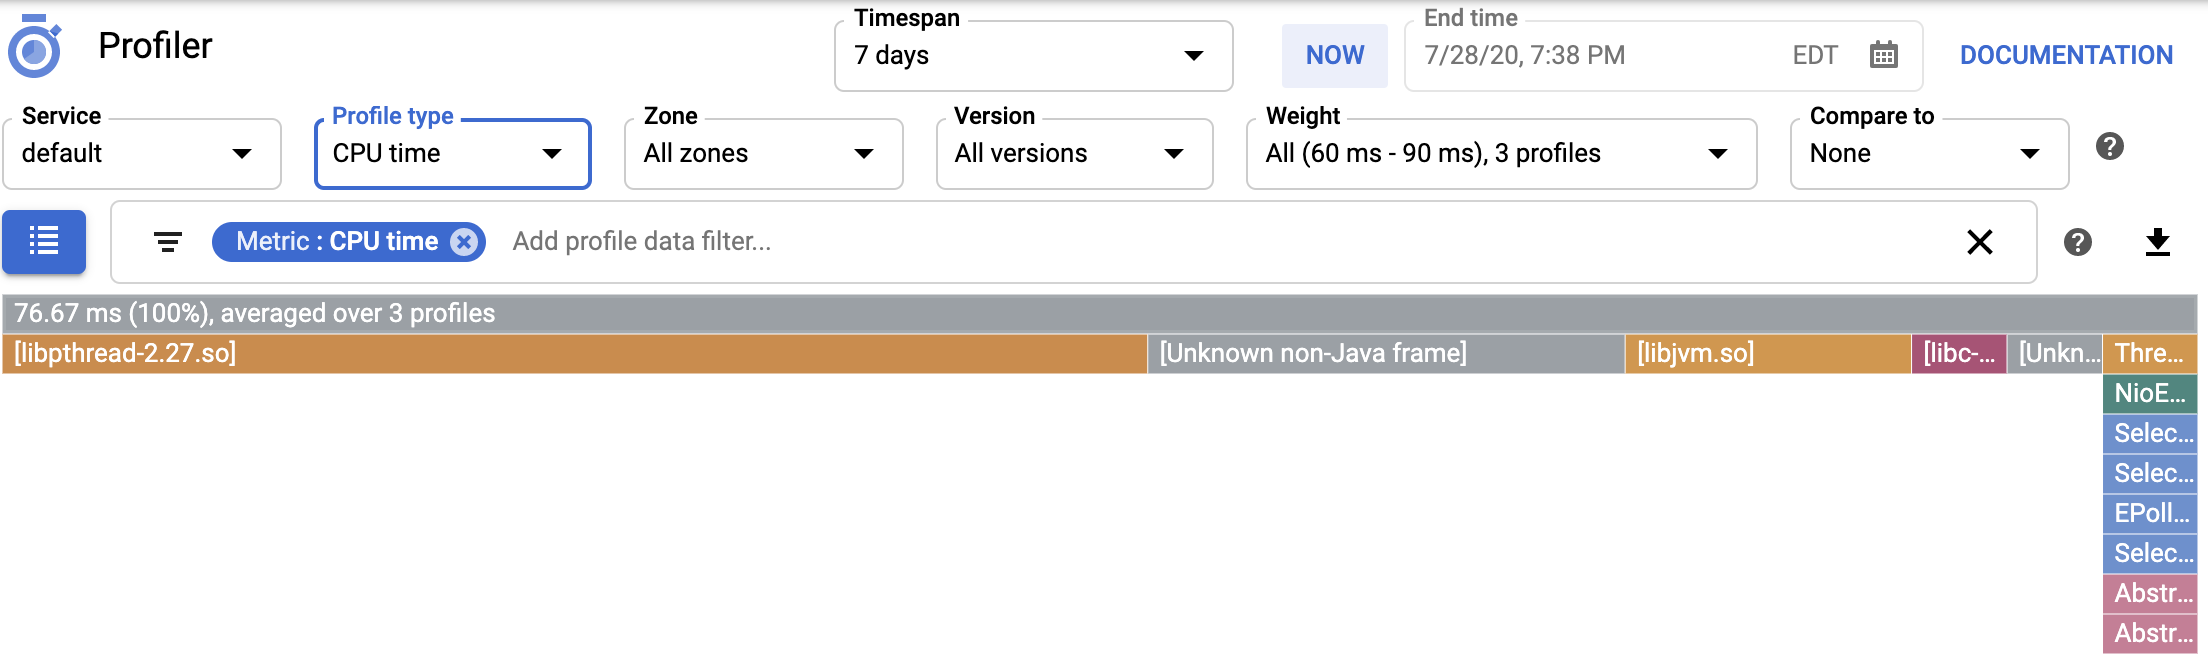 Profiler
Timespan
7 days
NOW
End time
7/28/20, 7:38 PM EDT
DOCUMENTATION
Service
default
Profile type
CPU time
Zone
All zones
Version
All versions
Weight
All (60 ms - 90 ms), 3 profiles
Compare to
None
Metric : CPU time
Add profile data filter...
76.67 ms (100%), averaged over 3 profiles
[libpthread-2.27.so] [Unknown non-Java frame] [libjvm.so] [libc-... [Unkn... Thre...
NioE...
Selec...
Selec...
EPoll...
Selec...
Abstr...
Abstr...